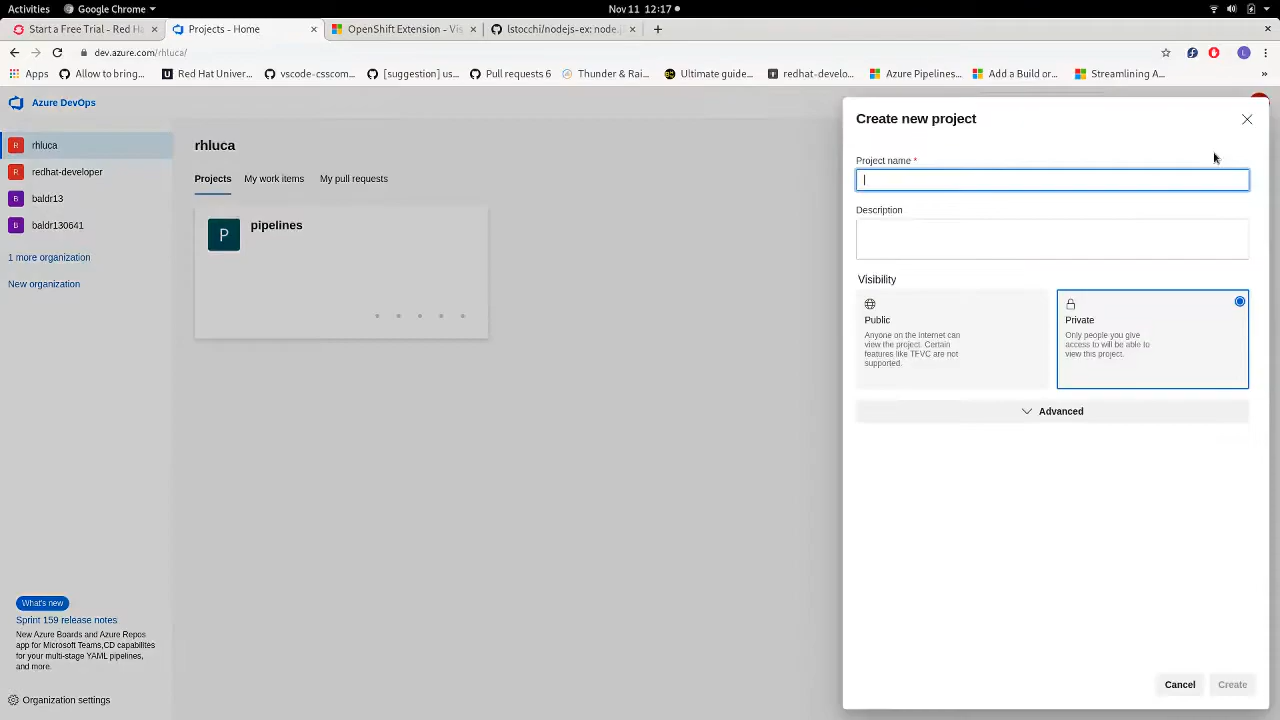 Activities
Google Chrome
Nov 11 12:17
Start a Free Trial - Red Ha
Projects - Home
OpenShift Extension - Vis
lstocchi/nodejs-ex: node.
dev.azure.com/rhluca/
Apps
Allow to bring...
Red Hat Univer...
vscode-csscom...
[suggestion] us...
Pull requests 6
Thunder & Rai...
Ultimate guide...
redhat-develo...
Azure Pipelines...
Add a Build or...
Streamlining A...
Azure DevOps
R rhluca
R redhat-developer
B baldr13
B baldr130641
1 more organization
New organization
rhluca
Projects
My work items
My pull requests
P
pipelines
What's new
Sprint 159 release notes
New Azure Boards and Azure Repos
app for Microsoft Teams,CD capabilites
for your multi-stage YAML pipelines,
and more.
Organization settings
Create new project
Project name *
Description
Visibility
Public
Anyone on the internet can
view the project. Certain
features like TFVC are not
supported.
Private
Only people you give
access to will be able to
view this project.
Advanced
Cancel
Create